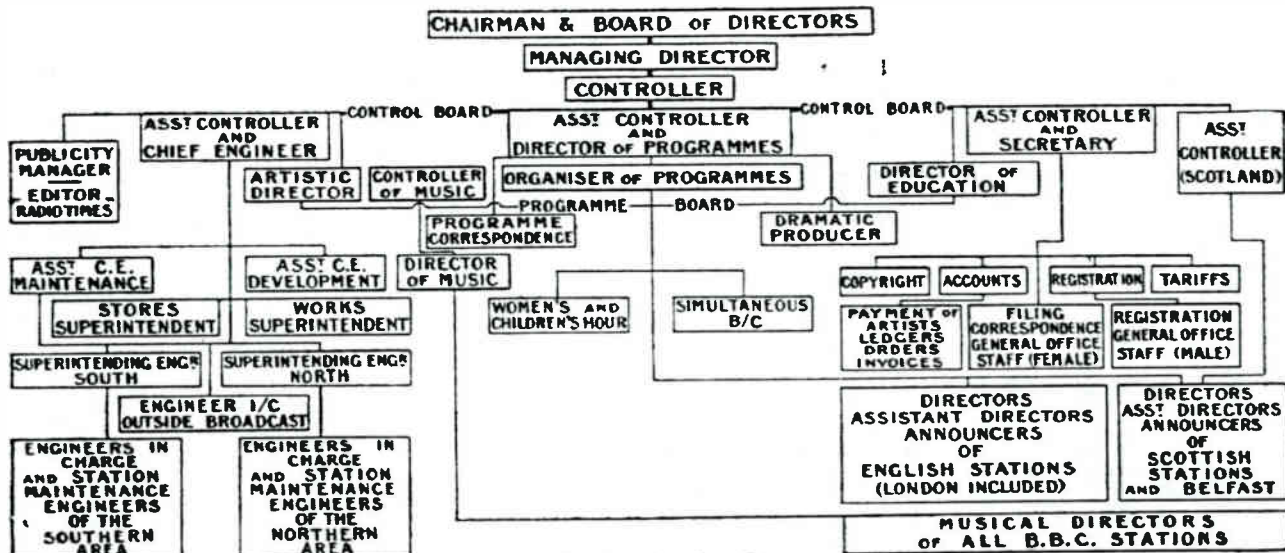 CHAIRMAN & BOARD OF DIRECTORS
MANAGING DIRECTOR
CONTROLLER
CONTROL BOARD
CONTROL BOARD
PUBLICITY
MANAGER
EDITOR
RADIOTIMES
ASST CONTROLLER
AND
CHIEF ENGINEER
ASST CONTROLLER
AND
DIRECTOR OF PROGRAMMES
ASST CONTROLLER
AND
SECRETARY
ASST
CONTROLLER
(SCOTLAND)
ARTISTIC
DIRECTOR
CONTROLLER
OF MUSIC
ORGANISER OF PROGRAMMES
DIRECTOR OF
EDUCATION
PROGRAMME BOARD
PROGRAMME
CORRESPONDENCE
DRAMATIC
PRODUCER
ASST C.E.
MAINTENANCE
ASST C.E.
DEVELOPMENT
DIRECTOR
OF MUSIC
STORES
SUPERINTENDENT
WORKS
SUPERINTENDENT
WOMEN'S AND
CHILDREN'S HOUR
SIMULTANEOUS
B/C
COPYRIGHT
ACCOUNTS
REGISTRATION
TARIFFS
PAYMENT OF
ARTISTS
LEDGERS
ORDERS
INVOICES
FILING
CORRESPONDENCE
GENERAL OFFICE
STAFF (FEMALE)
REGISTRATION
GENERAL OFFICE
STAFF (MALE)
SUPERINTENDING ENGR
SOUTH
SUPERINTENDING ENGR
NORTH
ENGINEER I/C
OUTSIDE BROADCAST
ENGINEERS IN
CHARGE
AND STATION
MAINTENANCE
ENGINEERS
OF THE
SOUTHERN
AREA
ENGINEERS IN
CHARGE
AND STATION
MAINTENANCE
ENGINEERS
OF THE
NORTHERN
AREA
DIRECTORS
ASSISTANT DIRECTORS
ANNOUNCERS
OF
ENGLISH STATIONS
(LONDON INCLUDED)
DIRECTORS
ASST DIRECTORS
ANNOUNCERS
OF
SCOTTISH
STATIONS
AND BELFAST
MUSICAL DIRECTORS
OF ALL B.B.C. STATIONS